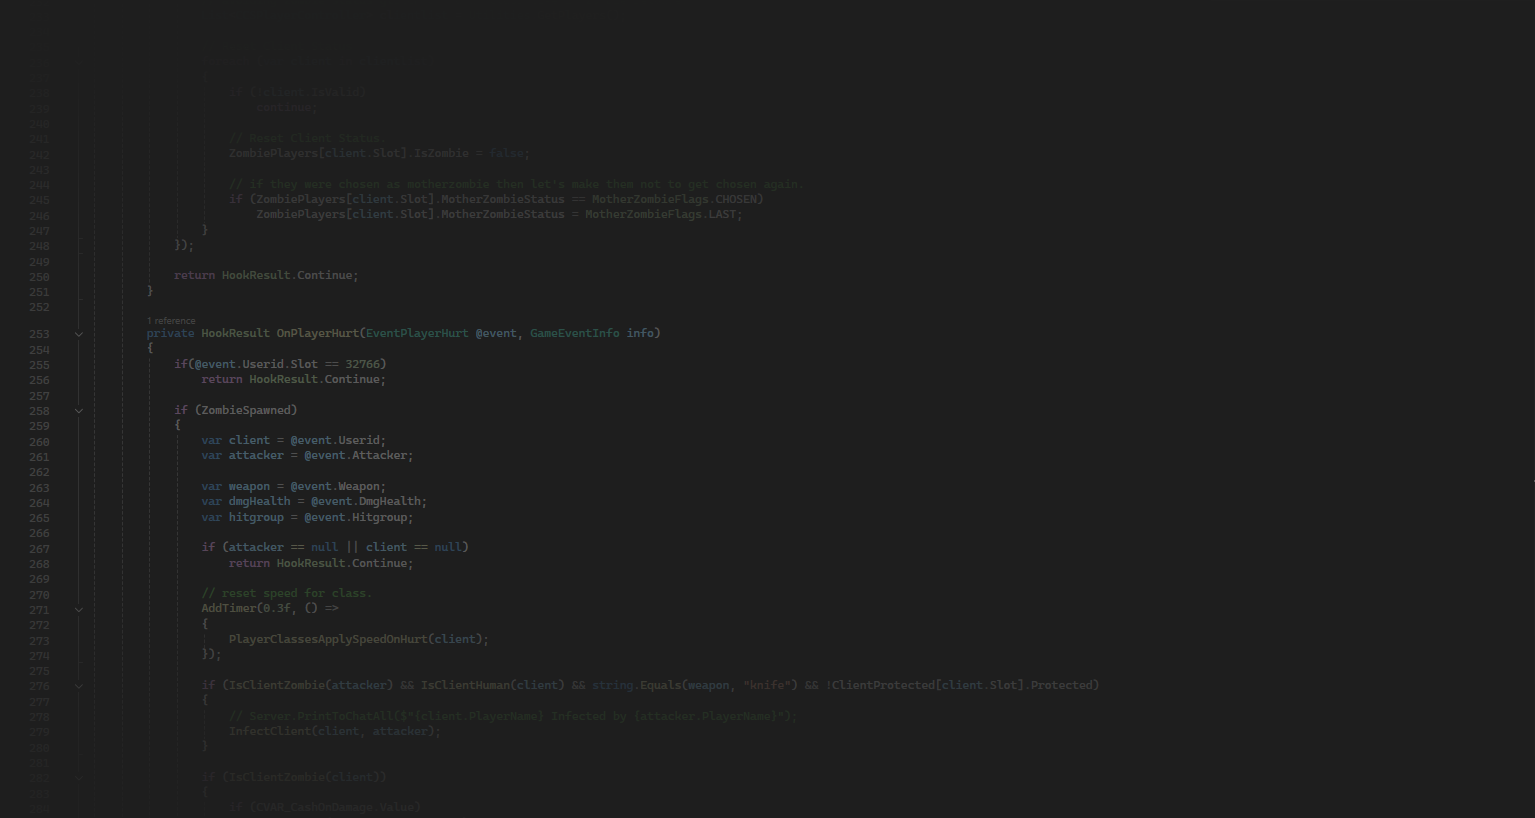 238 if (!client.IsValid)
239 continue;
240
241 // Reset Client Status.
242 ZombiePlayers[client.Slot].IsZombie = false;
243
244 // if they were chosen as motherzombie then let's make them not to get chosen again.
245 if (ZombiePlayers[client.Slot].MotherZombieStatus == MotherZombieFlags.CHOSEN)
246 ZombiePlayers[client.Slot].MotherZombieStatus = MotherZombieFlags.LAST;
247 }
248 });
249
250 return HookResult.Continue;
251 }
252
1 reference
253 private HookResult OnPlayerHurt(EventPlayerHurt @event, GameEventInfo info)
254 {
255 if(@event.Userid.Slot == 32766)
256 return HookResult.Continue;
257
258 if (ZombieSpawned)
259 {
260 var client = @event.Userid;
261 var attacker = @event.Attacker;
262
263 var weapon = @event.Weapon;
264 var dmgHealth = @event.DmgHealth;
265 var hitgroup = @event.Hitgroup;
266
267 if (attacker == null || client == null)
268 return HookResult.Continue;
269
270 // reset speed for class.
271 AddTimer(0.3f, () =>
272 {
273 PlayerClassesApplySpeedOnHurt(client);
274 });
275
276 if (IsClientZombie(attacker) && IsClientHuman(client) && string.Equals(weapon, "knife") && !ClientProtected[client.Slot].Protected)
277 {
278 // Server.PrintToChatAll($"{client.PlayerName} Infected by {attacker.PlayerName}");
279 InfectClient(client, attacker);
280 }
281
282 if (IsClientZombie(client))
283 {
284 if (CVAR_CashOnDamage.Value)